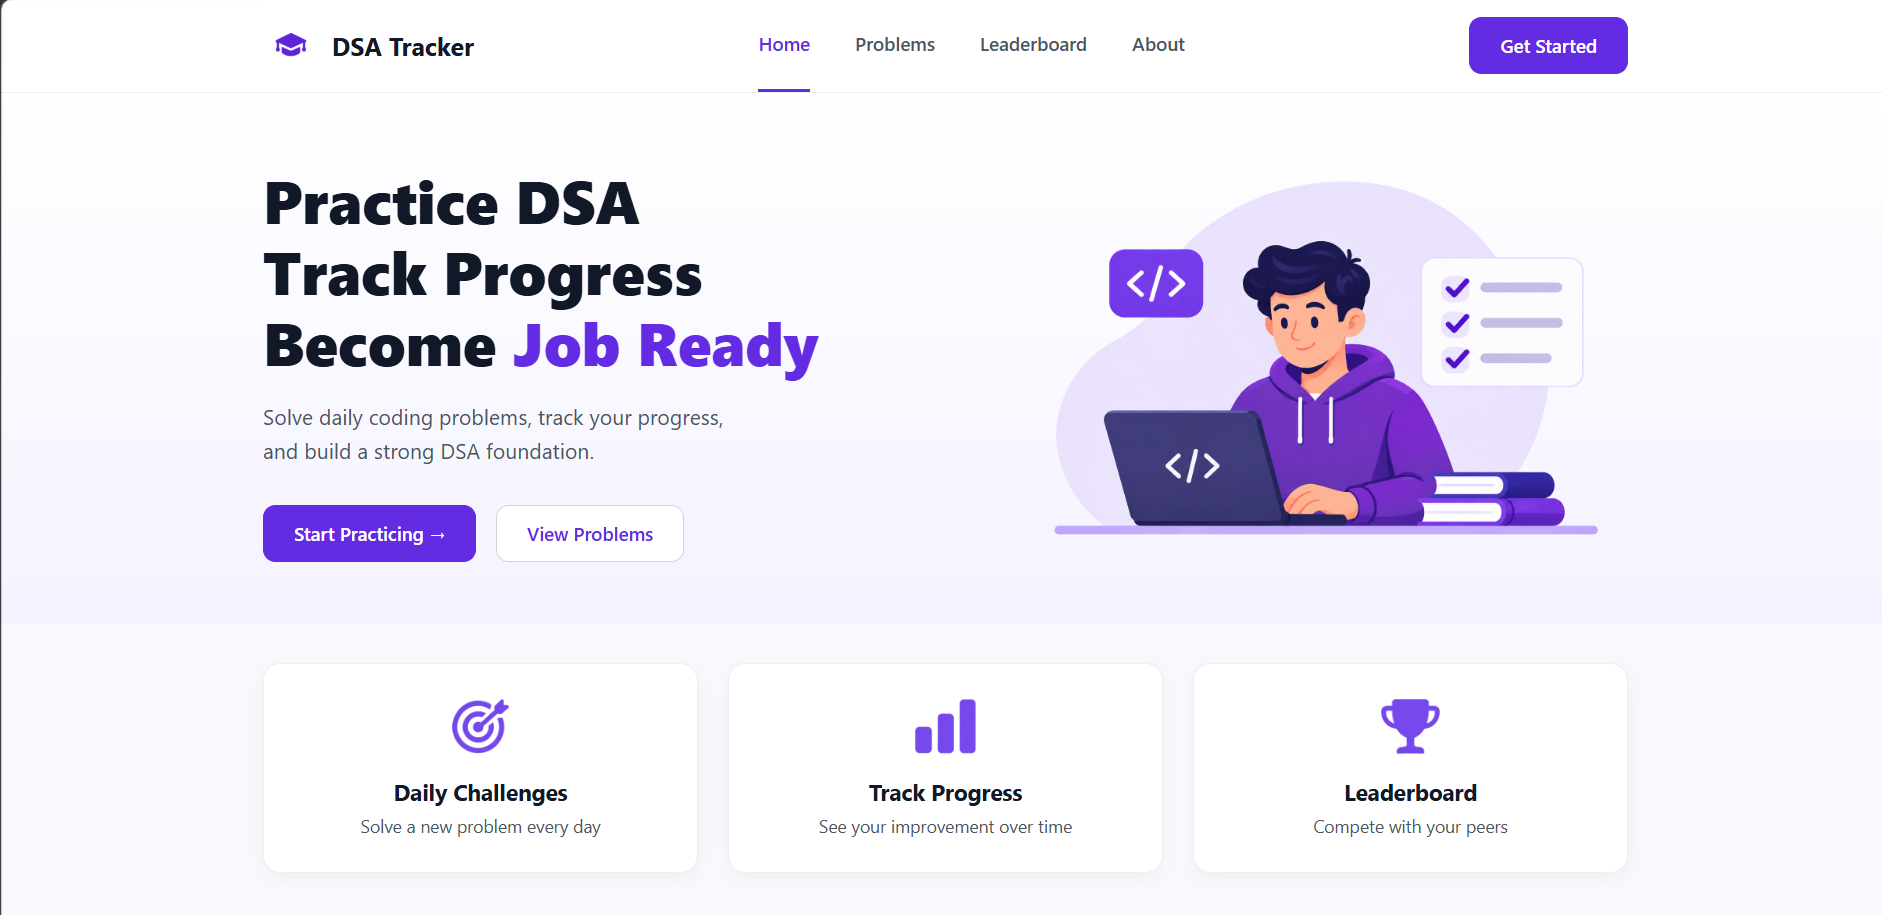 DSA Tracker
Home
Problems
Leaderboard
About
Get Started
Practice DSA
Track Progress
Become Job Ready
Solve daily coding problems, track your progress,
and build a strong DSA foundation.
Start Practicing →
View Problems
</>
</>
Daily Challenges
Solve a new problem every day
Track Progress
See your improvement over time
Leaderboard
Compete with your peers